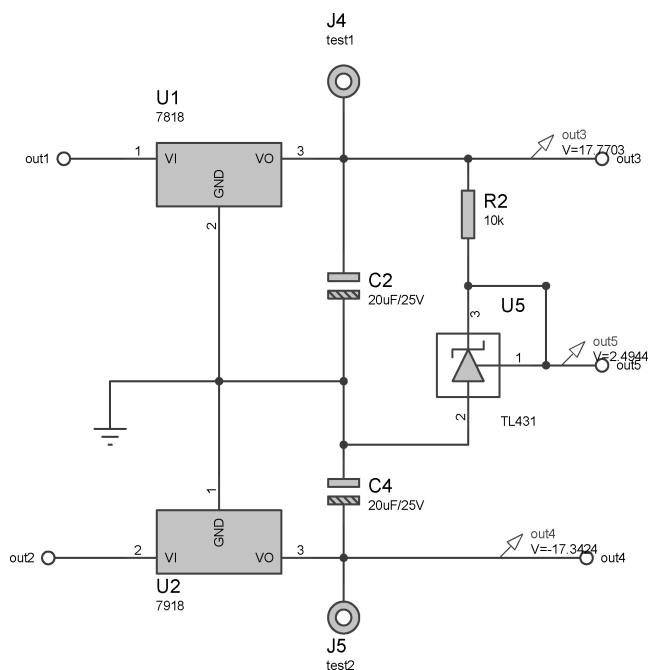 J4
test1
U1
7818
out1
1
VI
VO
3
GND
2
out3
V=17.7703
out3
R2
10k
C2
20uF/25V
3
U5
out5
V=2.4944
out5
1
2
TL431
1
GND
C4
20uF/25V
out2
2
VI
VO
3
U2
7918
out4
V=-17.3424
out4
J5
test2